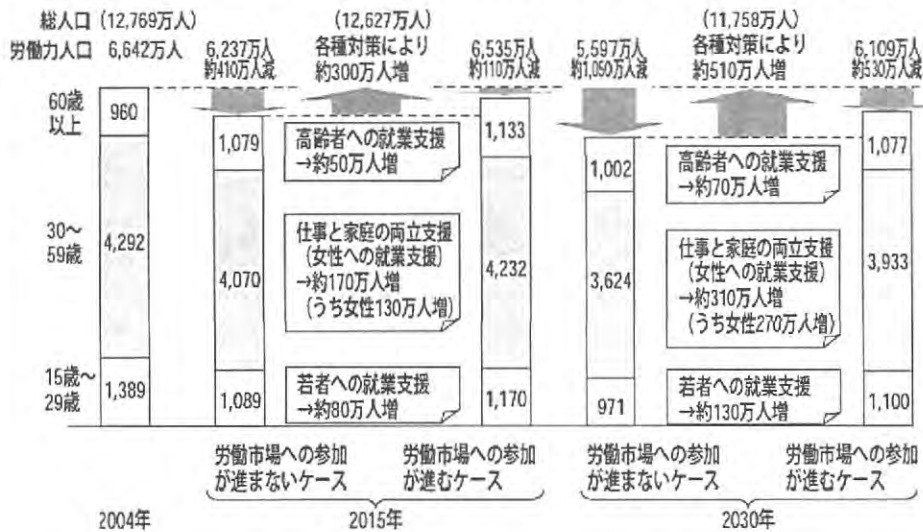 総人口 (12,769万人)
(12,627万人)
(11,758万人)
労働力人口 6,642万人
6,237万人
約410万人減
各種対策により
約300万人増
6,535万人
約110万人減
5,597万人
約1,050万人減
各種対策により
約510万人増
6,109万人
約530万人減
60歳
以上
960
1,079
高齢者への就業支援
→約50万人増
1,133
1,002
高齢者への就業支援
→約70万人増
1,077
30〜
59歳
4,292
4,070
仕事と家庭の両立支援
(女性への就業支援)
→約170万人増
(うち女性130万人増)
4,232
3,624
仕事と家庭の両立支援
(女性への就業支援)
→約310万人増
(うち女性270万人増)
3,933
15歳〜
29歳
1,389
1,089
若者への就業支援
→約80万人増
1,170
971
若者への就業支援
→約130万人増
1,100
労働市場への参加
が進まないケース
労働市場への参加
が進むケース
労働市場への参加
が進まないケース
労働市場への参加
が進むケース
2004年
2015年
2030年